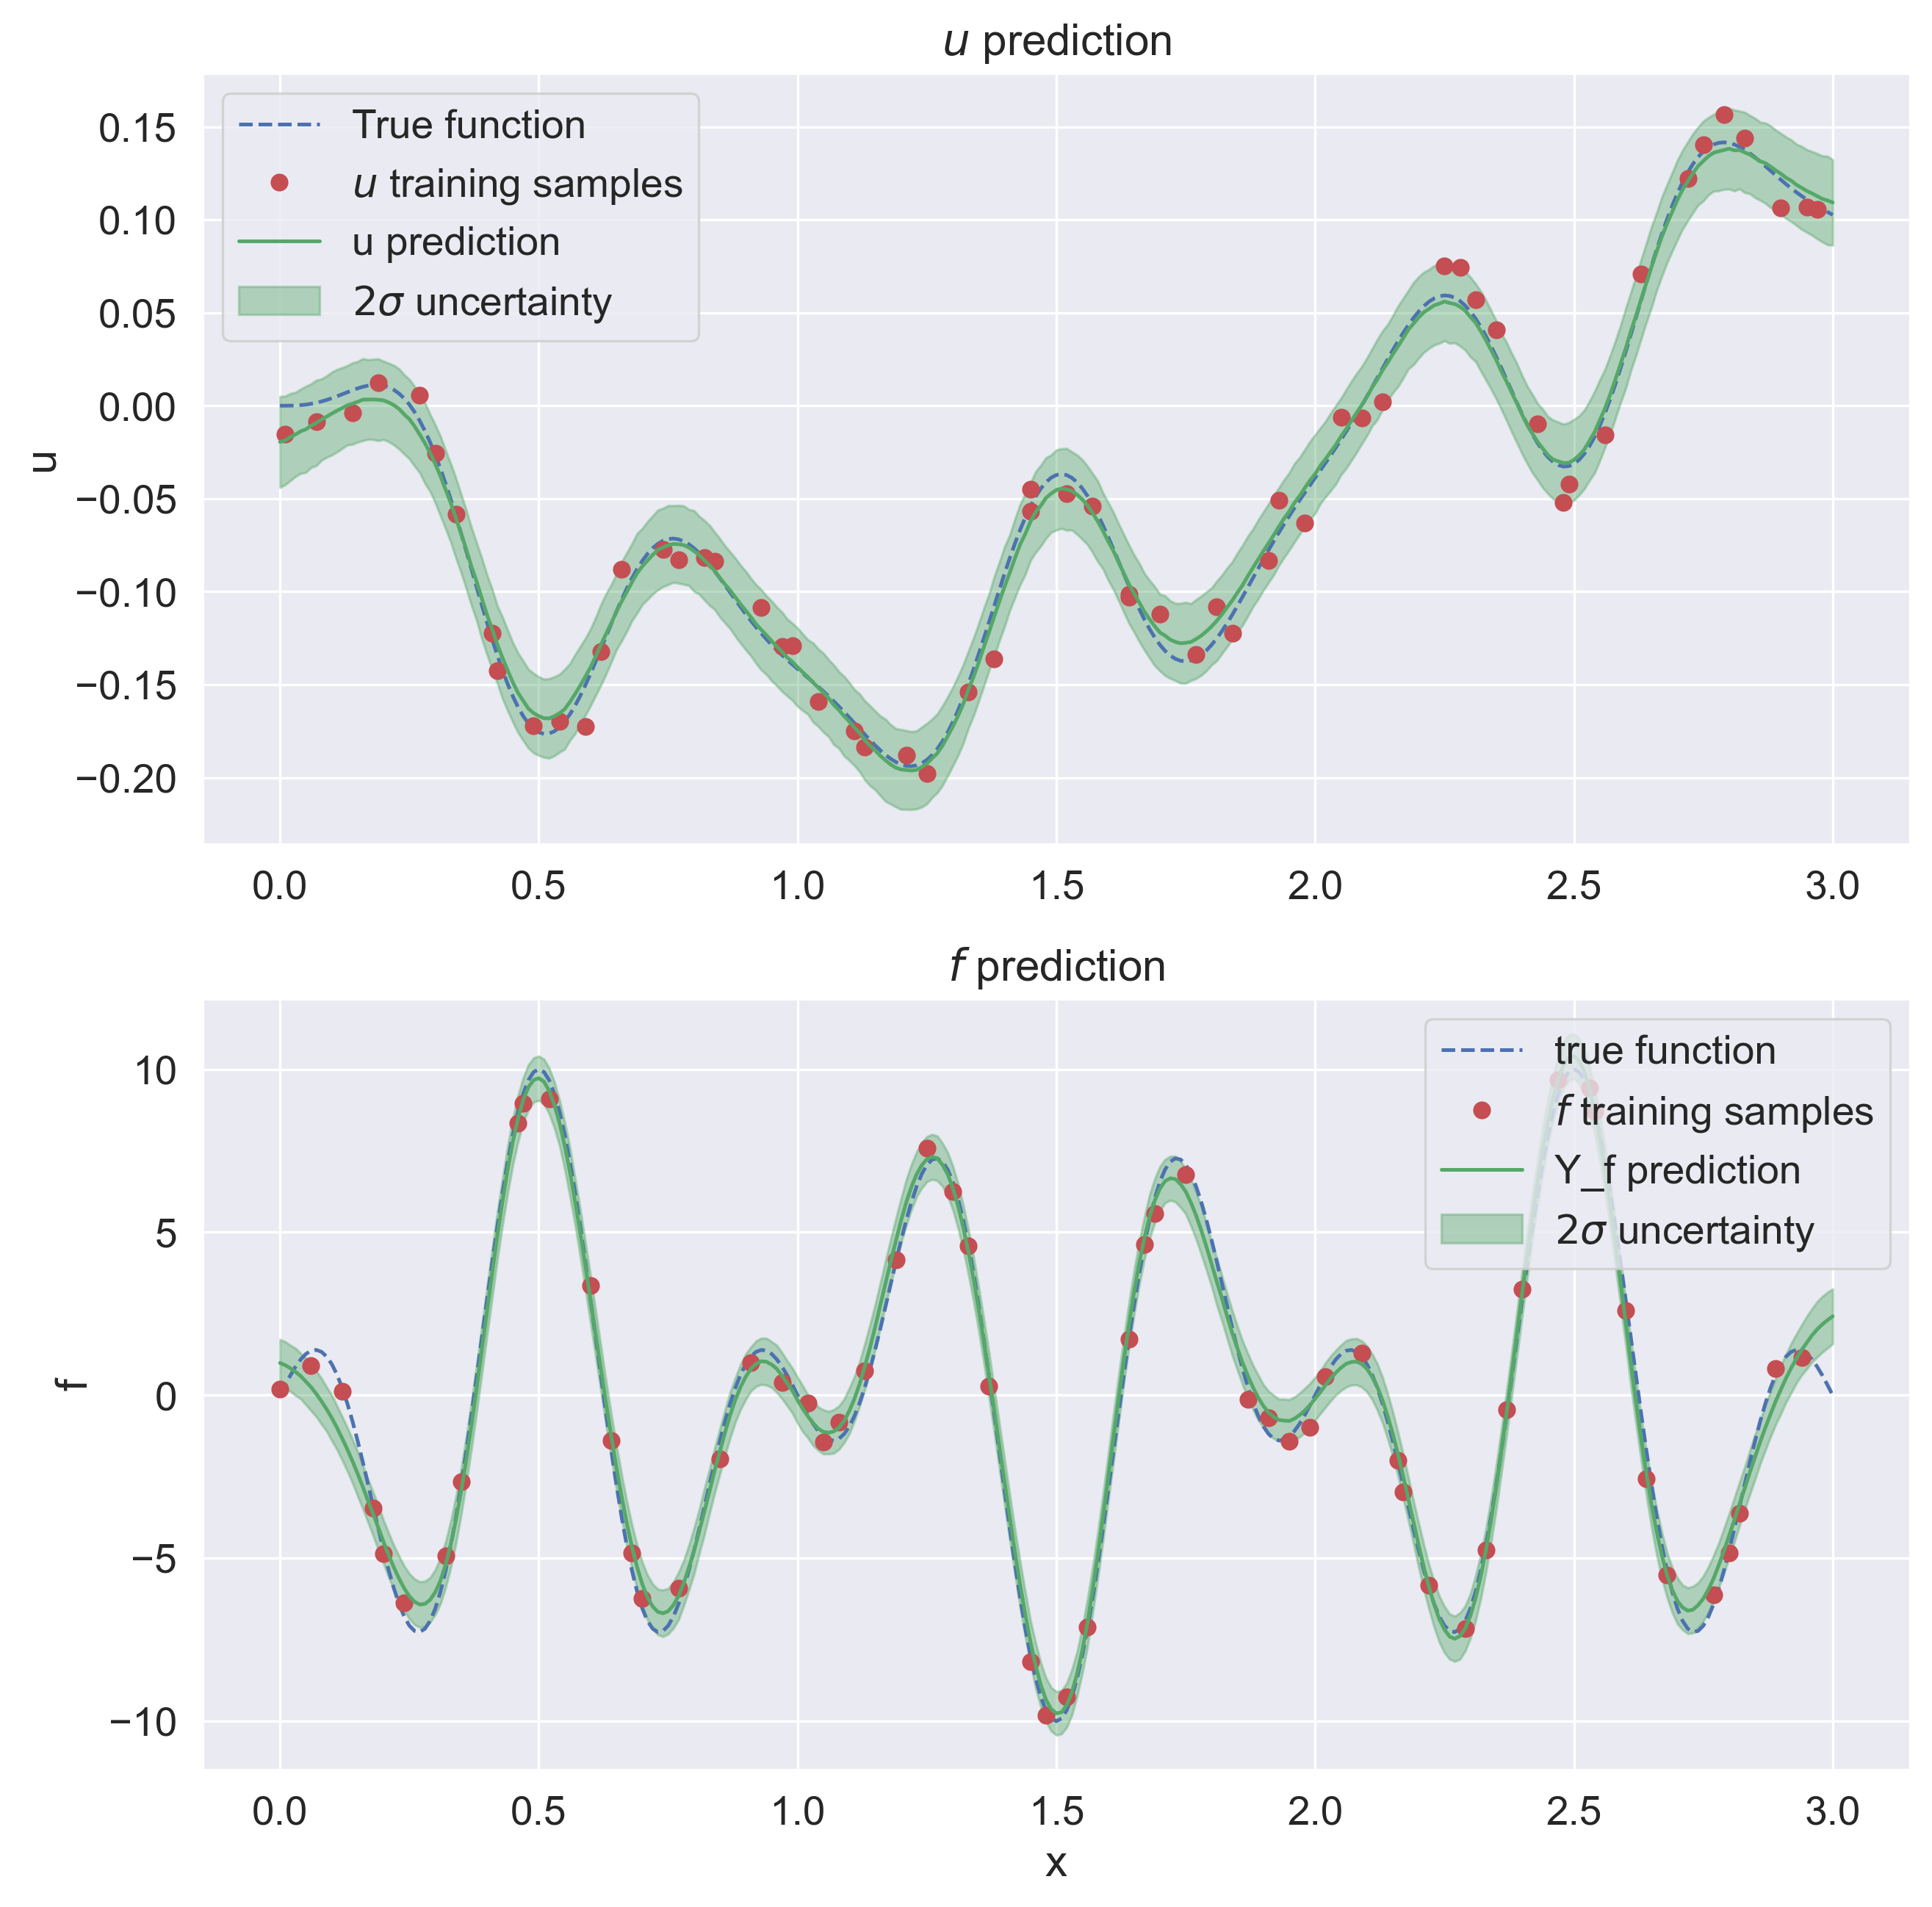 u prediction
True function
u training samples
u prediction
2σ uncertainty
0.15
0.10
0.05
0.00
−0.05
−0.10
−0.15
−0.20
u
0.0 0.5 1.0 1.5 2.0 2.5 3.0
f prediction
true function
f training samples
Y_f prediction
2σ uncertainty
10
5
0
−5
−10
f
0.0 0.5 1.0 1.5 2.0 2.5 3.0
x